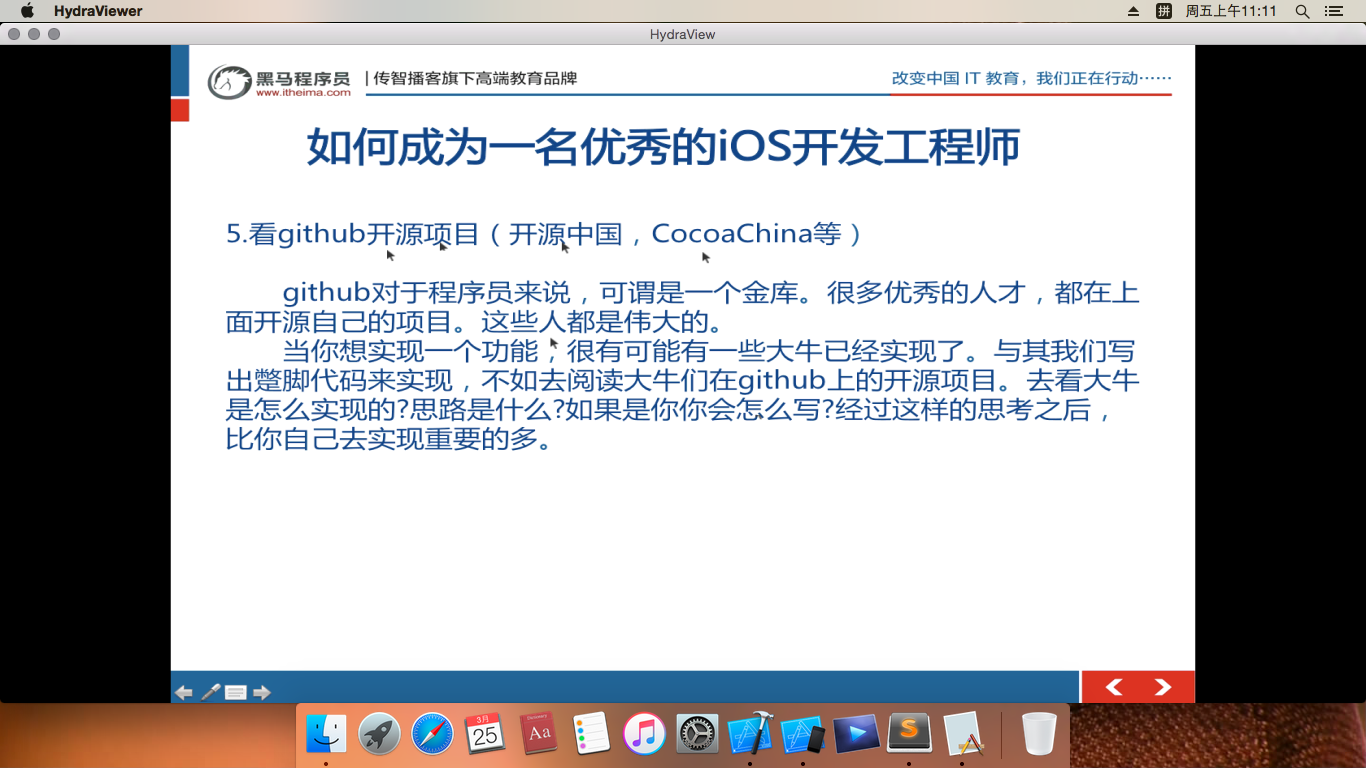 HydraViewer
拼
周五上午11:11
HydraView
黑马程序员
www.itheima.com
|传智播客旗下高端教育品牌
改变中国 IT 教育，我们正在行动……
如何成为一名优秀的iOS开发工程师
5.看github开源项目（开源中国，CocoaChina等）
github对于程序员来说，可谓是一个金库。很多优秀的人才，都在上
面开源自己的项目。这些人都是伟大的。
当你想实现一个功能，很有可能有一些大牛已经实现了。与其我们写
出蹩脚代码来实现，不如去阅读大牛们在github上的开源项目。去看大牛
是怎么实现的?思路是什么?如果是你你会怎么写?经过这样的思考之后，
比你自己去实现重要的多。
3月
25
Dictionary
Aa
S